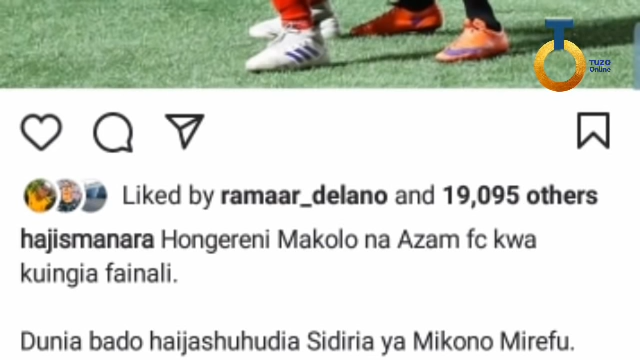 TUZO
Online
Liked by ramaar_delano and 19,095 others
hajismanara Hongereni Makolo na Azam fc kwa
kuingia fainali.
Dunia bado haijashuhudia Sidiria ya Mikono Mirefu.